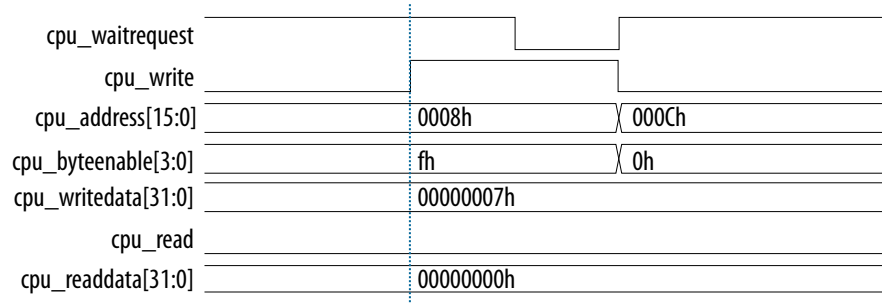 cpu_waitrequest
cpu_write
cpu_address[15:0] 0008h 000Ch
cpu_byteenable[3:0] fh 0h
cpu_writedata[31:0] 00000007h
cpu_read
cpu_readdata[31:0] 00000000h